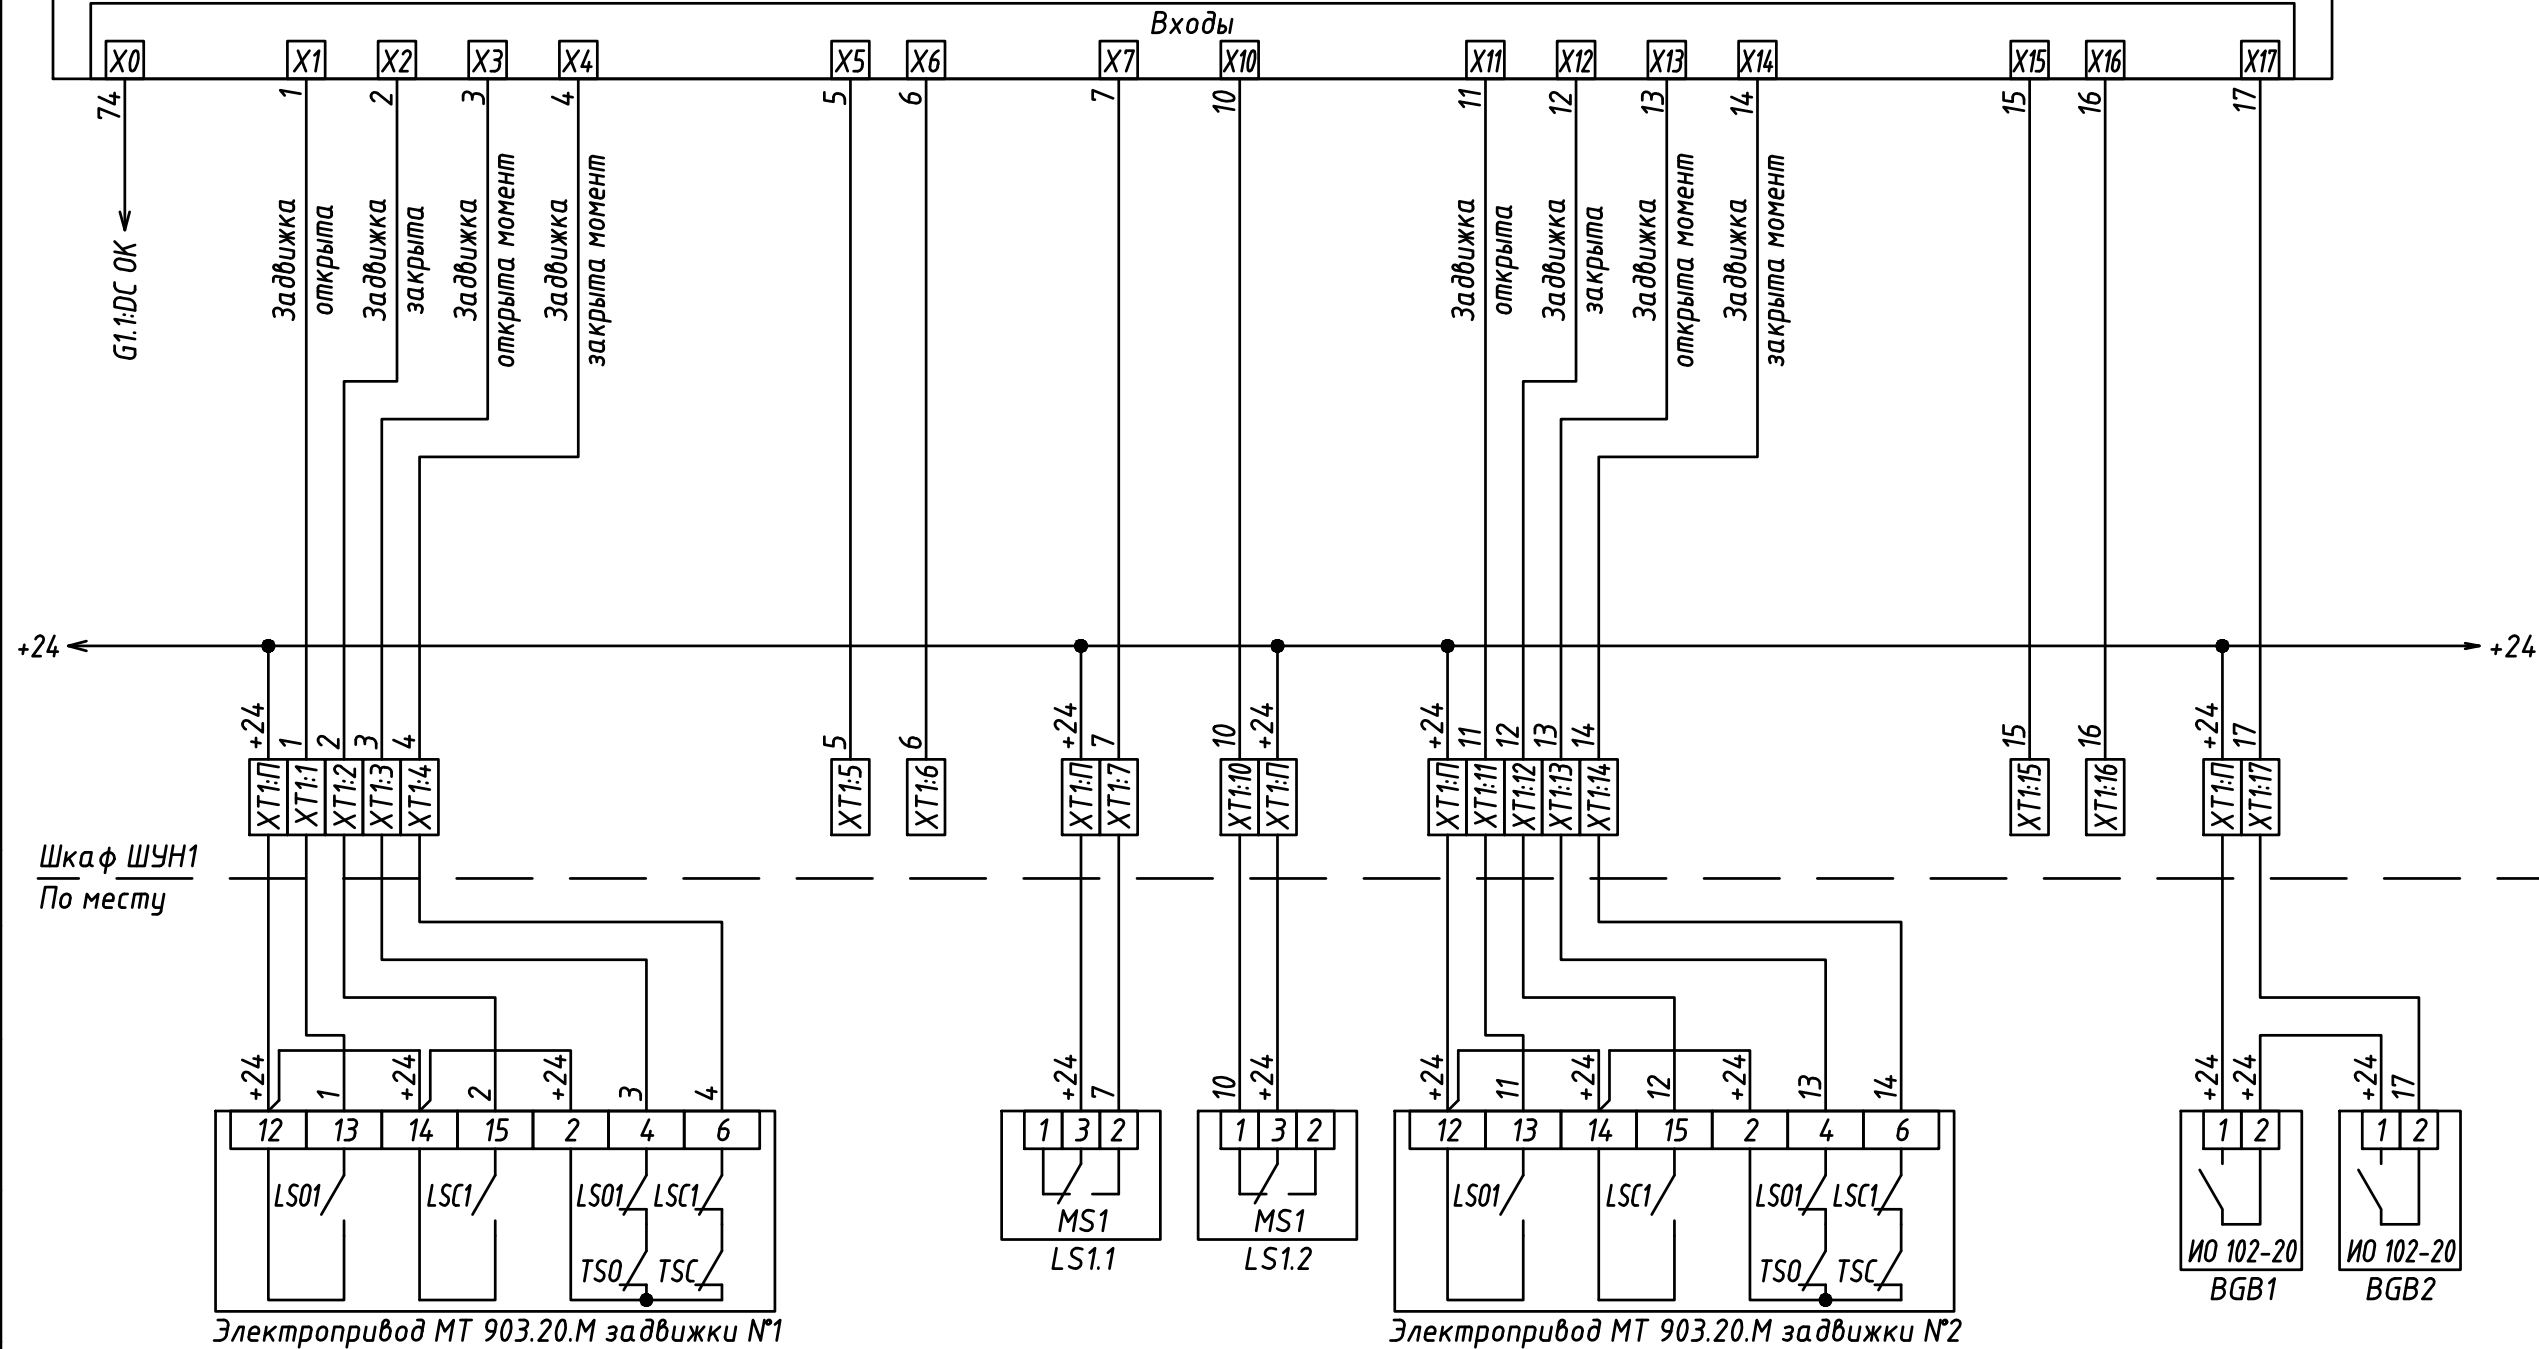 Входы
X0 X1 X2 X3 X4 X5 X6 X7 X10 X11 X12 X13 X14 X15 X16 X17
74 1 2 3 4 5 6 7 10 11 12 13 14 15 16 17
G1.1:DC OK
Задвижка
открыта
Задвижка
закрыта
Задвижка
открыта момент
Задвижка
закрыта момент
Задвижка
открыта
Задвижка
закрыта
Задвижка
открыта момент
Задвижка
закрыта момент
+24 +24
+24 1 2 3 4 5 6 +24 7 10 +24 +24 11 12 13 14 15 16 +24 17
XT1:П XT1:1 XT1:2 XT1:3 XT1:4 XT1:5 XT1:6 XT1:П XT1:7 XT1:10 XT1:П XT1:П XT1:11 XT1:12 XT1:13 XT1:14 XT1:15 XT1:16 XT1:П XT1:17
Шкаф ШУН1
По месту
+24 1 +24 2 +24 3 4 +24 7 10 +24 +24 11 +24 12 +24 13 14 +24 +24 +24 17
12 13 14 15 2 4 6 1 3 2 1 3 2 12 13 14 15 2 4 6 1 2 1 2
LSO1 LSC1 LSO1 LSC1 LSO1 LSC1 LSO1 LSC1
MS1 MS1
TSO TSC TSO TSC
ИО 102-20 ИО 102-20
LS1.1 LS1.2
BGB1 BGB2
Электропривод МТ 903.20.М задвижки №1 Электропривод МТ 903.20.М задвижки №2